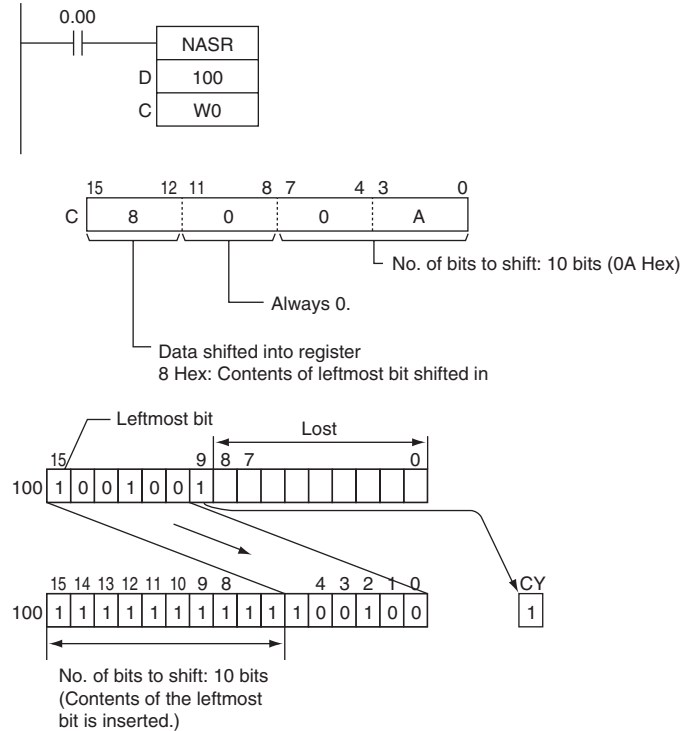 0.00
NASR
D 100
C W0
15 12 11 8 7 4 3 0
C 8 0 0 A
No. of bits to shift: 10 bits (0A Hex)
Always 0.
Data shifted into register
8 Hex: Contents of leftmost bit shifted in
Leftmost bit
Lost
15 9 8 7 0
100 1 0 0 1 0 0 1
15 14 13 12 11 10 9 8 4 3 2 1 0 CY
100 1 1 1 1 1 1 1 1 1 1 1 0 0 1 0 0 1
No. of bits to shift: 10 bits
(Contents of the leftmost
bit is inserted.)